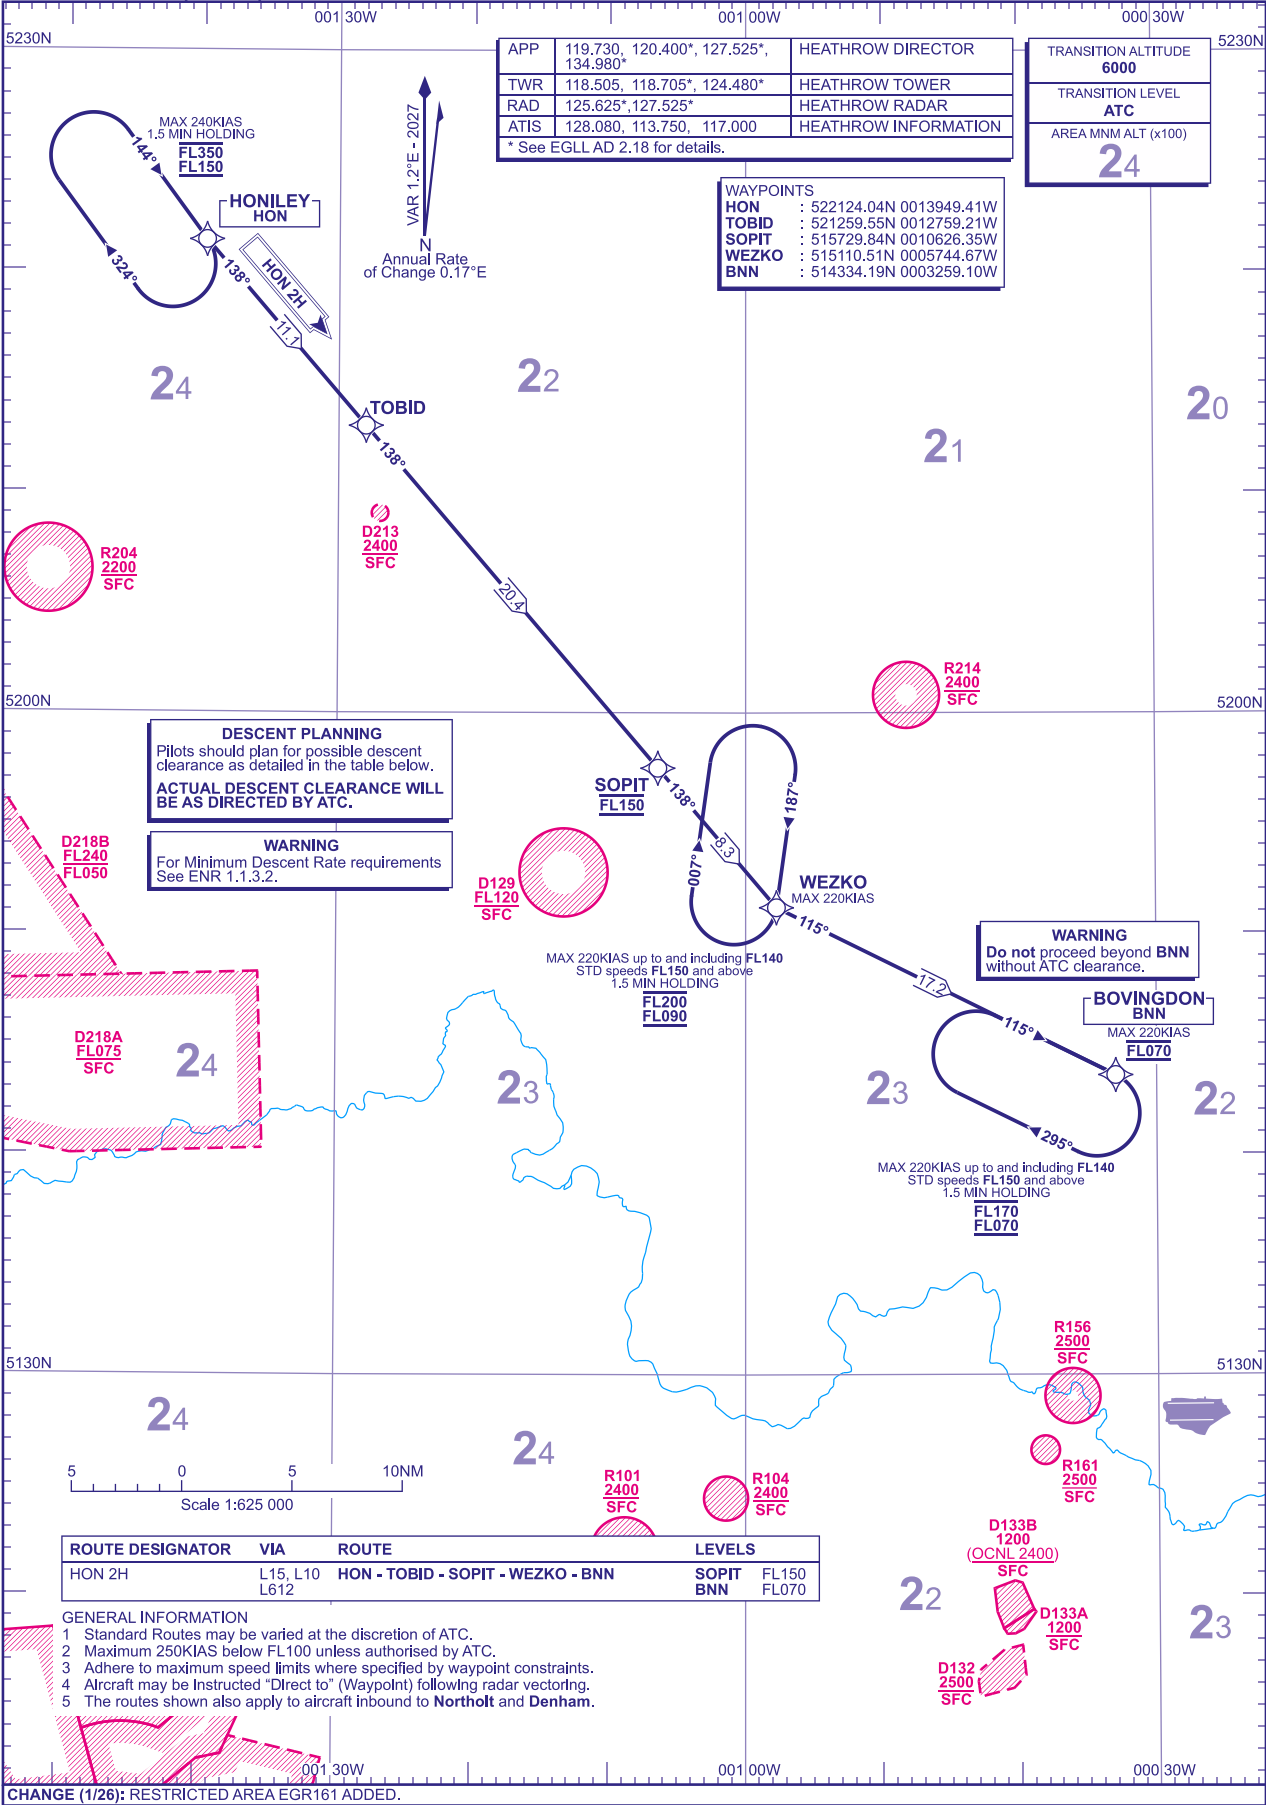 001 30W
001 00W
000 30W
5230N
5230N
APP 119.730, 120.400*, 127.525*, 134.980* HEATHROW DIRECTOR
TWR 118.505, 118.705*, 124.480* HEATHROW TOWER
RAD 125.625*,127.525* HEATHROW RADAR
ATIS 128.080, 113.750, 117.000 HEATHROW INFORMATION
* See EGLL AD 2.18 for details.
TRANSITION ALTITUDE
6000
TRANSITION LEVEL
ATC
AREA MNM ALT (x100)
24
MAX 240KIAS
1.5 MIN HOLDING
FL350
FL150
144°
324°
HONILEY
HON
138°
HON 2H
11.1
VAR 1.2°E - 2027
N
Annual Rate
of Change 0.17°E
WAYPOINTS
HON : 522124.04N 0013949.41W
TOBID : 521259.55N 0012759.21W
SOPIT : 515729.84N 0010626.35W
WEZKO : 515110.51N 0005744.67W
BNN : 514334.19N 0003259.10W
24
22
20
21
TOBID
138°
D213
2400
SFC
R204
2200
SFC
20.4
R214
2400
SFC
5200N
5200N
DESCENT PLANNING
Pilots should plan for possible descent
clearance as detailed in the table below.
ACTUAL DESCENT CLEARANCE WILL
BE AS DIRECTED BY ATC.
WARNING
For Minimum Descent Rate requirements
See ENR 1.1.3.2.
SOPIT
FL150
138°
187°
007°
8.3
D218B
FL240
FL050
D129
FL120
SFC
WEZKO
MAX 220KIAS
115°
MAX 220KIAS up to and including FL140
STD speeds FL150 and above
1.5 MIN HOLDING
FL200
FL090
WARNING
Do not proceed beyond BNN
without ATC clearance.
17.2
BOVINGDON
BNN
MAX 220KIAS
FL070
115°
295°
D218A
FL075
SFC
24
23
23
22
MAX 220KIAS up to and including FL140
STD speeds FL150 and above
1.5 MIN HOLDING
FL170
FL070
R156
2500
SFC
5130N
5130N
24
24
5 0 5 10NM
Scale 1:625 000
R101
2400
SFC
R104
2400
SFC
R161
2500
SFC
D133B
1200
(OCNL 2400)
SFC
D133A
1200
SFC
D132
2500
SFC
22
23
ROUTE DESIGNATOR VIA ROUTE LEVELS
HON 2H L15, L10 HON - TOBID - SOPIT - WEZKO - BNN SOPIT FL150
L612 BNN FL070
GENERAL INFORMATION
1 Standard Routes may be varied at the discretion of ATC.
2 Maximum 250KIAS below FL100 unless authorised by ATC.
3 Adhere to maximum speed limits where specified by waypoint constraints.
4 Aircraft may be instructed "Direct to" (Waypoint) following radar vectoring.
5 The routes shown also apply to aircraft inbound to Northolt and Denham.
001 30W
001 00W
000 30W
CHANGE (1/26): RESTRICTED AREA EGR161 ADDED.